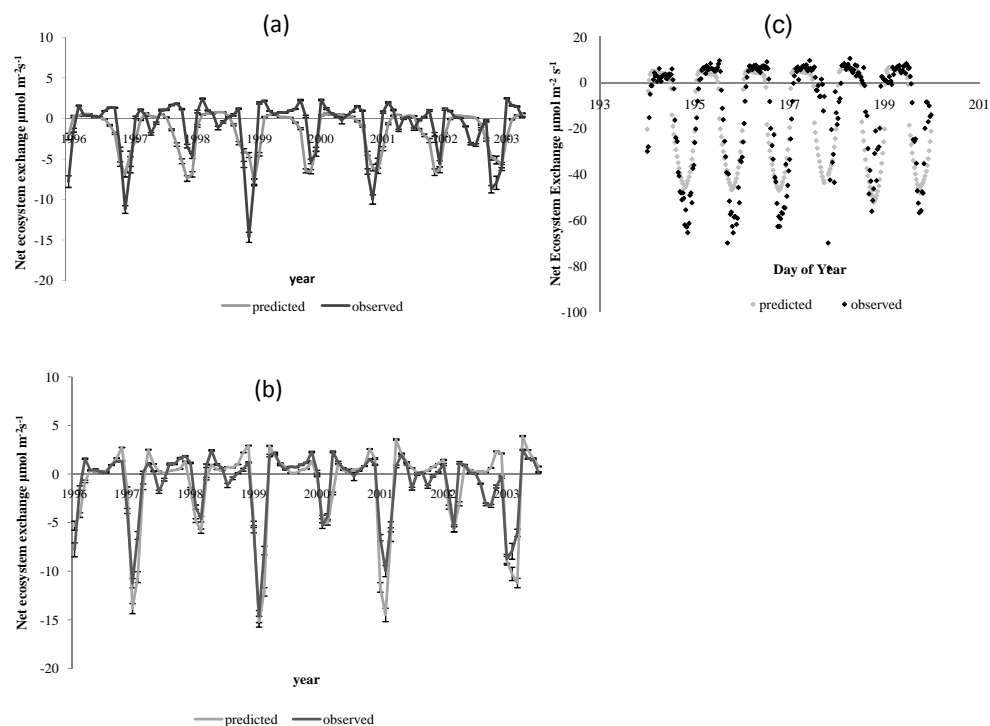 (a)
10
5
0
-5
-10
-15
-20
1996 1997 1998 1999 2000 2001 2002 2003
Net ecosystem exchange µmol m-2s-1
year
predicted observed
(c)
20
0
-20
-40
-60
-80
-100
193 195 197 199 201
Net Ecosystem Exchange µmol m-2 s-1
Day of Year
predicted observed
(b)
10
5
0
-5
-10
-15
-20
1996 1997 1998 1999 2000 2001 2002 2003
Net ecosystem exchange µmol m-2s-1
year
predicted observed